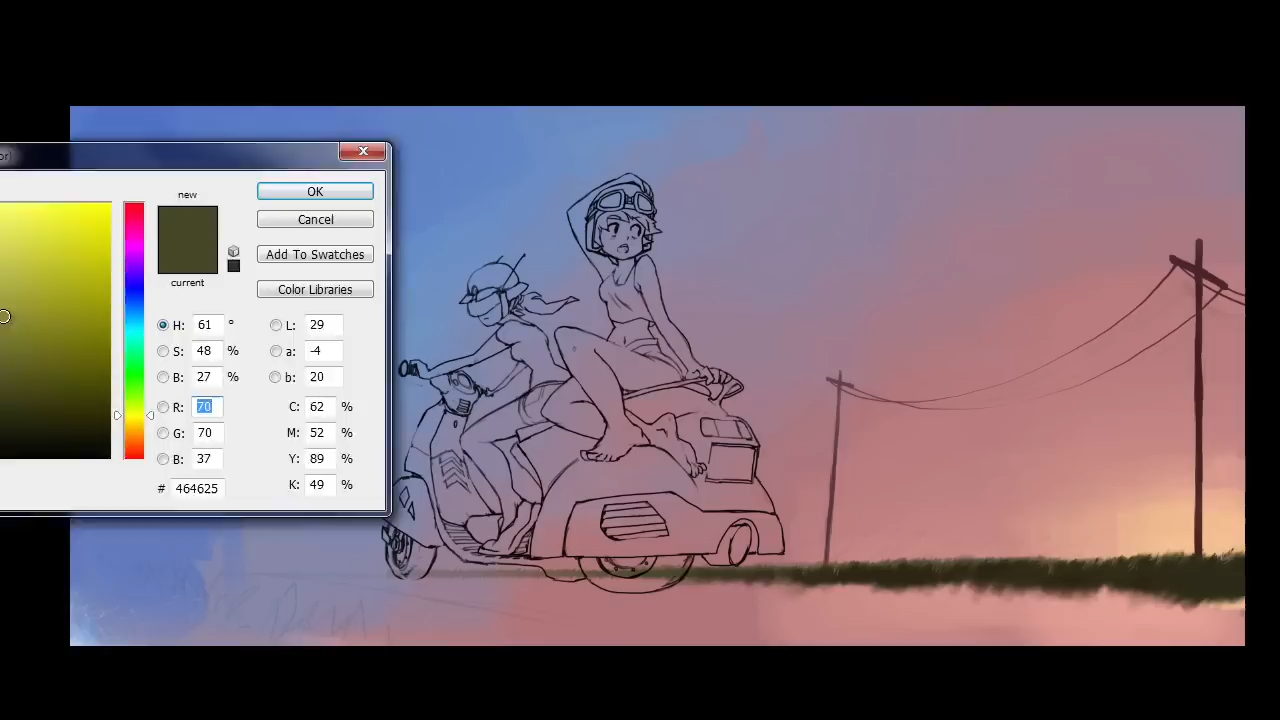 or)
new
OK
Cancel
Add To Swatches
current
Color Libraries
H: 61 °
L: 29
S: 48 %
a: -4
B: 27 %
b: 20
R: 70
C: 62 %
G: 70
M: 52 %
B: 37
Y: 89 %
# 464625
K: 49 %